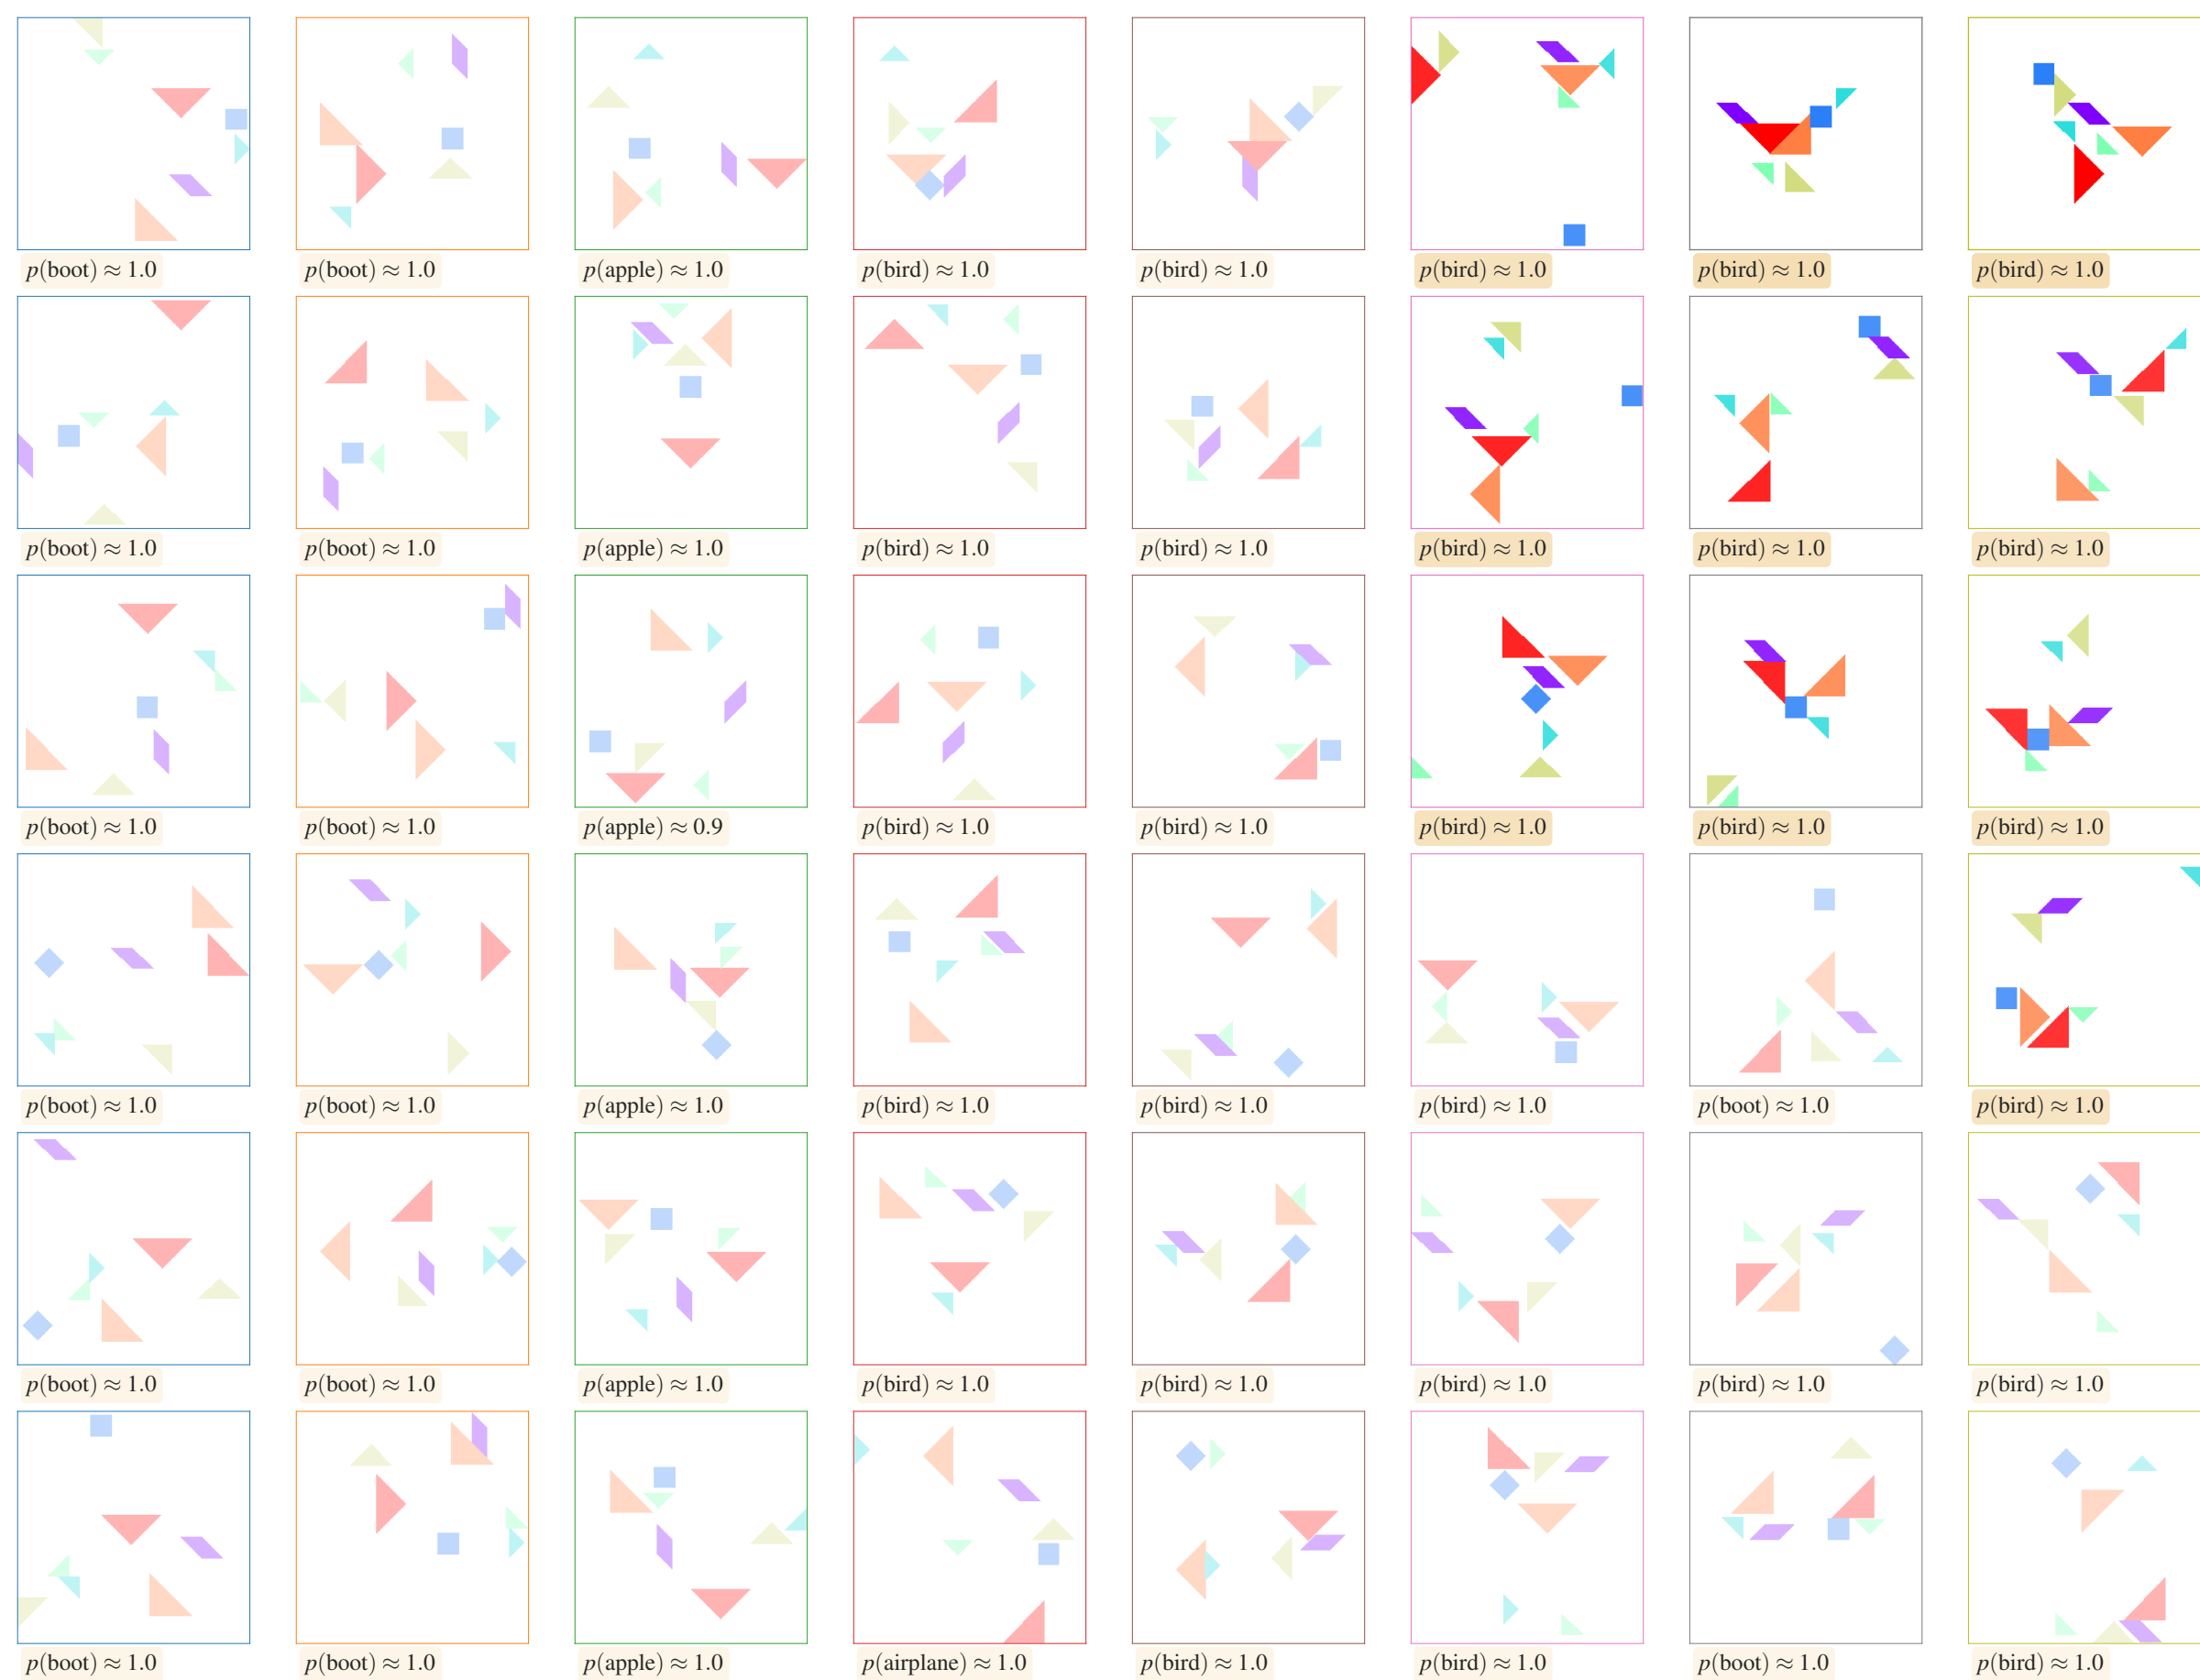 p(boot) ≈ 1.0 p(boot) ≈ 1.0 p(apple) ≈ 1.0 p(bird) ≈ 1.0 p(bird) ≈ 1.0 p(bird) ≈ 1.0 p(bird) ≈ 1.0 p(bird) ≈ 1.0
p(boot) ≈ 1.0 p(boot) ≈ 1.0 p(apple) ≈ 1.0 p(bird) ≈ 1.0 p(bird) ≈ 1.0 p(bird) ≈ 1.0 p(bird) ≈ 1.0 p(bird) ≈ 1.0
p(boot) ≈ 1.0 p(boot) ≈ 1.0 p(apple) ≈ 0.9 p(bird) ≈ 1.0 p(bird) ≈ 1.0 p(bird) ≈ 1.0 p(bird) ≈ 1.0 p(bird) ≈ 1.0
p(boot) ≈ 1.0 p(boot) ≈ 1.0 p(apple) ≈ 1.0 p(bird) ≈ 1.0 p(bird) ≈ 1.0 p(bird) ≈ 1.0 p(boot) ≈ 1.0 p(bird) ≈ 1.0
p(boot) ≈ 1.0 p(boot) ≈ 1.0 p(apple) ≈ 1.0 p(bird) ≈ 1.0 p(bird) ≈ 1.0 p(bird) ≈ 1.0 p(bird) ≈ 1.0 p(bird) ≈ 1.0
p(boot) ≈ 1.0 p(boot) ≈ 1.0 p(apple) ≈ 1.0 p(airplane) ≈ 1.0 p(bird) ≈ 1.0 p(bird) ≈ 1.0 p(boot) ≈ 1.0 p(bird) ≈ 1.0